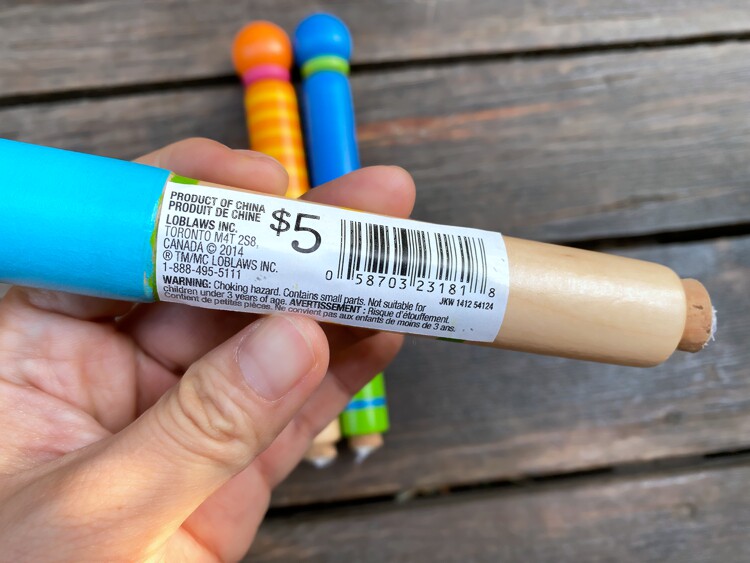 PRODUCT OF CHINA
PRODUIT DE CHINE
LOBLAWS INC.
TORONTO M4T 2S8,
CANADA © 2014
® TM/MC LOBLAWS INC.
1-888-495-5111
$5
0 58703 23181 8
JKW 1412 54124
WARNING: Choking hazard. Contains small parts. Not suitable for
children under 3 years of age. AVERTISSEMENT : Risque d'étouffement.
Contient de petites pièces. Ne convient pas aux enfants de moins de 3 ans.